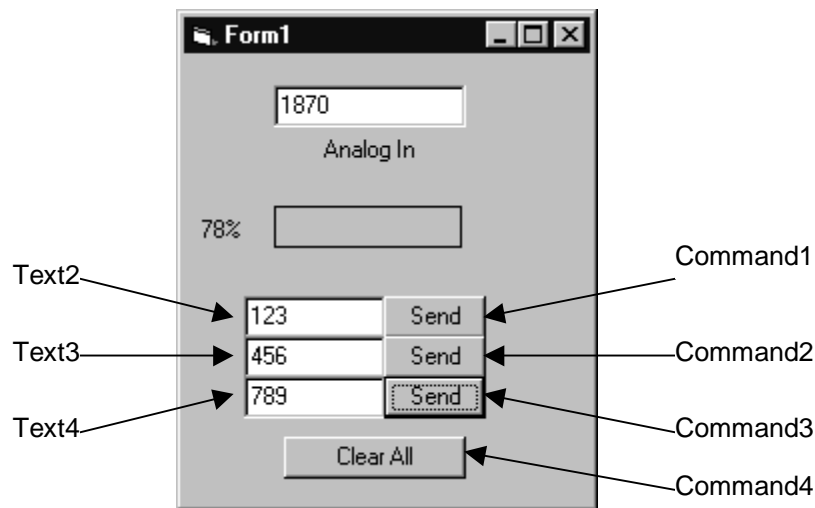 Form1
1870
Analog In
78%
Command1
Text2
123 Send
Text3 456 Send Command2
789 Send
Text4 Command3
Clear All
Command4